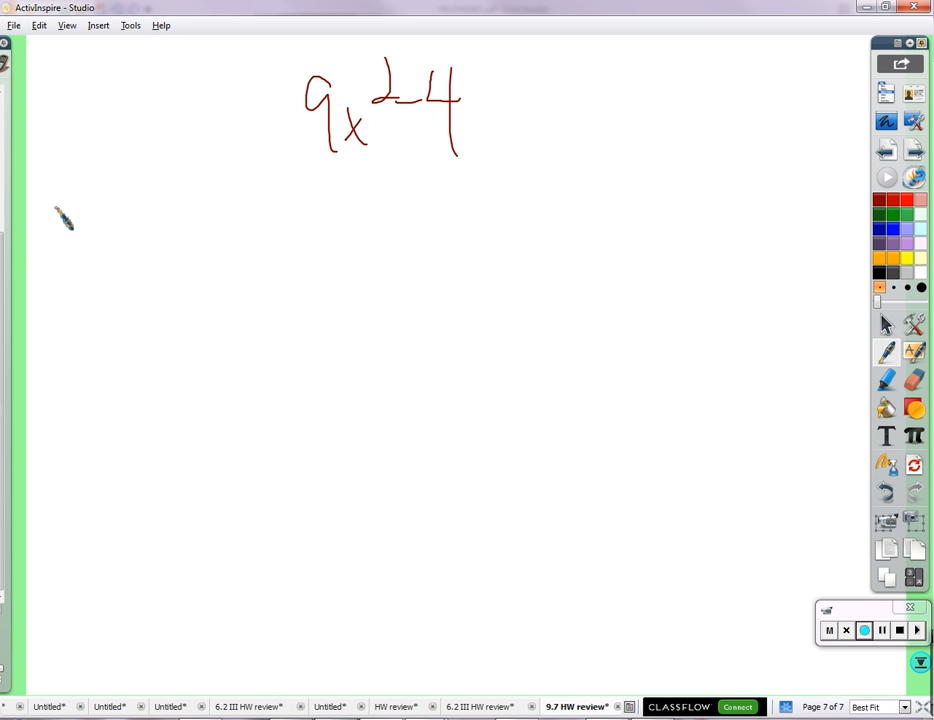 ActivInspire - Studio
File Edit View Insert Tools Help
9x²-4
M
Untitled* Untitled* Untitled* 6.2 III HW review* Untitled* HW review* 6.2 III HW review* 9.7 HW review* CLASSFLOW Connect Page 7 of 7 Best Fit